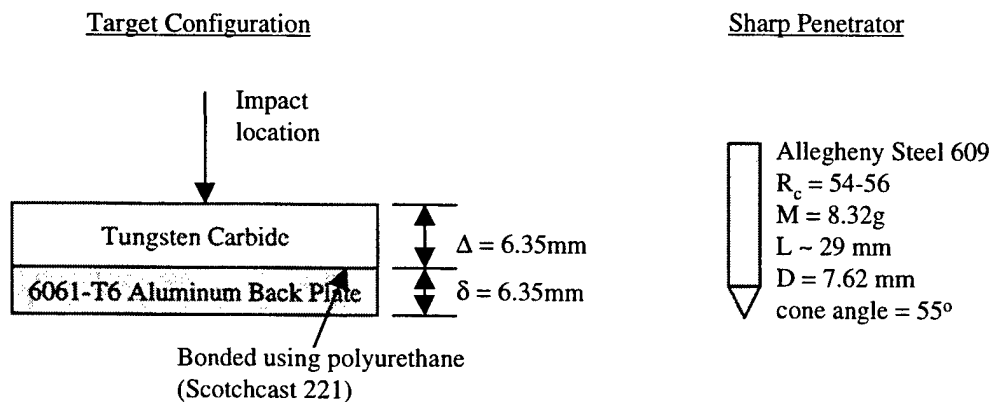 Target Configuration
Sharp Penetrator
Impact
location
Tungsten Carbide
6061-T6 Aluminum Back Plate
Δ = 6.35mm
δ = 6.35mm
Bonded using polyurethane
(Scotchcast 221)
Allegheny Steel 609
Rc = 54-56
M = 8.32g
L ~ 29 mm
D = 7.62 mm
cone angle = 55°